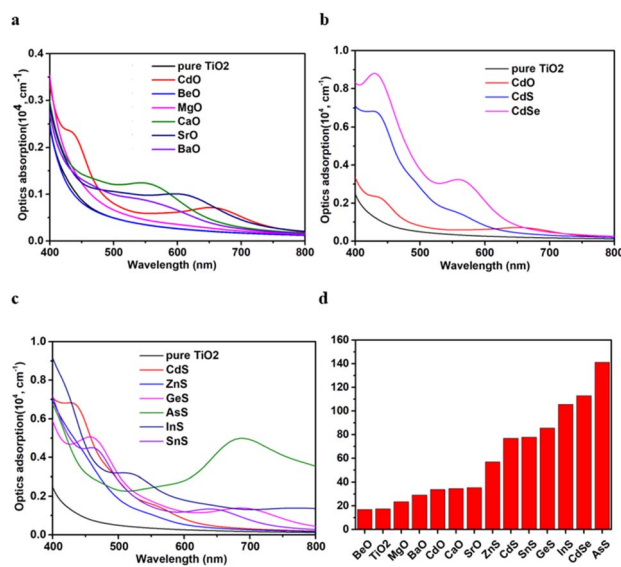 a
0.4
0.3
0.2
0.1
0.0
Optics absorption(10⁴, cm⁻¹)
pure TiO2
CdO
BeO
MgO
CaO
SrO
BaO
400 500 600 700 800
Wavelength (nm)
b
1.0
0.8
0.6
0.4
0.2
0.0
Optics adsorption(10⁴, cm⁻¹)
pure TiO2
CdO
CdS
CdSe
400 500 600 700 800
Wavelength (nm)
c
1.0
0.8
0.6
0.4
0.2
0.0
Optics adsorption(10⁴, cm⁻¹)
pure TiO2
CdS
ZnS
GeS
AsS
InS
SnS
400 500 600 700 800
Wavelength (nm)
d
160
140
120
100
80
60
40
20
0
BeO TiO2 MgO BaO CdO CaO SrO ZnS CdS SnS GeS InS CdSe AsS